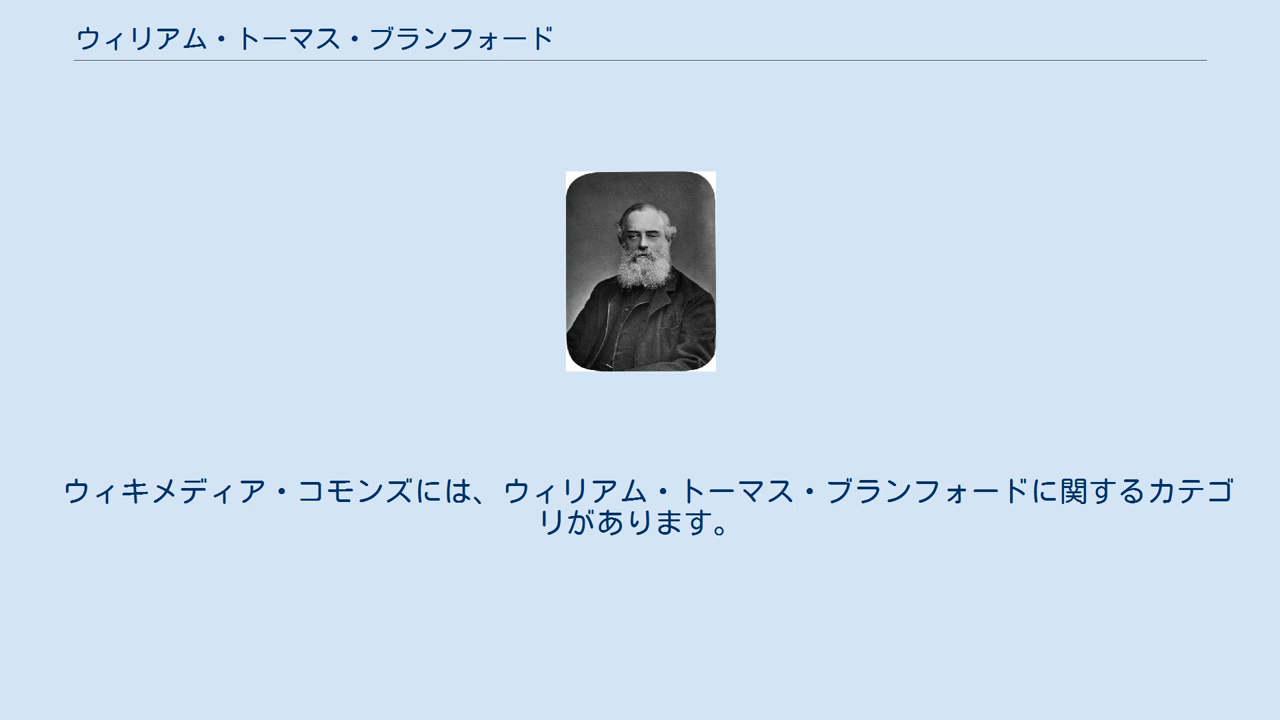 ウィリアム・トーマス・ブランフォード
ウィキメディア・コモンズには、ウィリアム・トーマス・ブランフォードに関するカテゴ
リがあります。